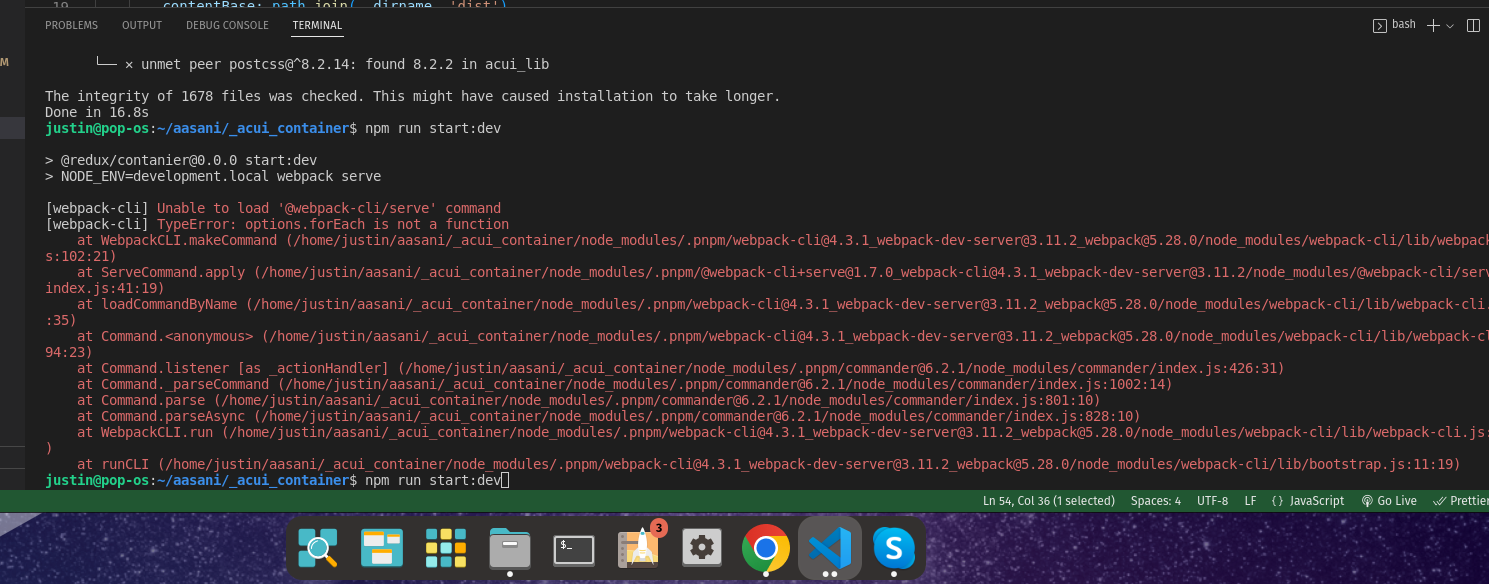 19 contentBase: path.join(__dirname, 'dist')
PROBLEMS OUTPUT DEBUG CONSOLE TERMINAL bash
M
└── × unmet peer postcss@^8.2.14: found 8.2.2 in acui_lib
The integrity of 1678 files was checked. This might have caused installation to take longer.
Done in 16.8s
justin@pop-os:~/aasani/_acui_container$ npm run start:dev
> @redux/contanier@0.0.0 start:dev
> NODE_ENV=development.local webpack serve
[webpack-cli] Unable to load '@webpack-cli/serve' command
[webpack-cli] TypeError: options.forEach is not a function
at WebpackCLI.makeCommand (/home/justin/aasani/_acui_container/node_modules/.pnpm/webpack-cli@4.3.1_webpack-dev-server@3.11.2_webpack@5.28.0/node_modules/webpack-cli/lib/webpack
s:102:21)
at ServeCommand.apply (/home/justin/aasani/_acui_container/node_modules/.pnpm/@webpack-cli+serve@1.7.0_webpack-cli@4.3.1_webpack-dev-server@3.11.2/node_modules/@webpack-cli/serv
index.js:41:19)
at loadCommandByName (/home/justin/aasani/_acui_container/node_modules/.pnpm/webpack-cli@4.3.1_webpack-dev-server@3.11.2_webpack@5.28.0/node_modules/webpack-cli/lib/webpack-cli.
:35)
at Command.<anonymous> (/home/justin/aasani/_acui_container/node_modules/.pnpm/webpack-cli@4.3.1_webpack-dev-server@3.11.2_webpack@5.28.0/node_modules/webpack-cli/lib/webpack-cl
94:23)
at Command.listener [as _actionHandler] (/home/justin/aasani/_acui_container/node_modules/.pnpm/commander@6.2.1/node_modules/commander/index.js:426:31)
at Command._parseCommand (/home/justin/aasani/_acui_container/node_modules/.pnpm/commander@6.2.1/node_modules/commander/index.js:1002:14)
at Command.parse (/home/justin/aasani/_acui_container/node_modules/.pnpm/commander@6.2.1/node_modules/commander/index.js:801:10)
at Command.parseAsync (/home/justin/aasani/_acui_container/node_modules/.pnpm/commander@6.2.1/node_modules/commander/index.js:828:10)
at WebpackCLI.run (/home/justin/aasani/_acui_container/node_modules/.pnpm/webpack-cli@4.3.1_webpack-dev-server@3.11.2_webpack@5.28.0/node_modules/webpack-cli/lib/webpack-cli.js:
)
at runCLI (/home/justin/aasani/_acui_container/node_modules/.pnpm/webpack-cli@4.3.1_webpack-dev-server@3.11.2_webpack@5.28.0/node_modules/webpack-cli/lib/bootstrap.js:11:19)
justin@pop-os:~/aasani/_acui_container$ npm run start:dev
Ln 54, Col 36 (1 selected) Spaces: 4 UTF-8 LF {} JavaScript Go Live Prettier
3
$_
S